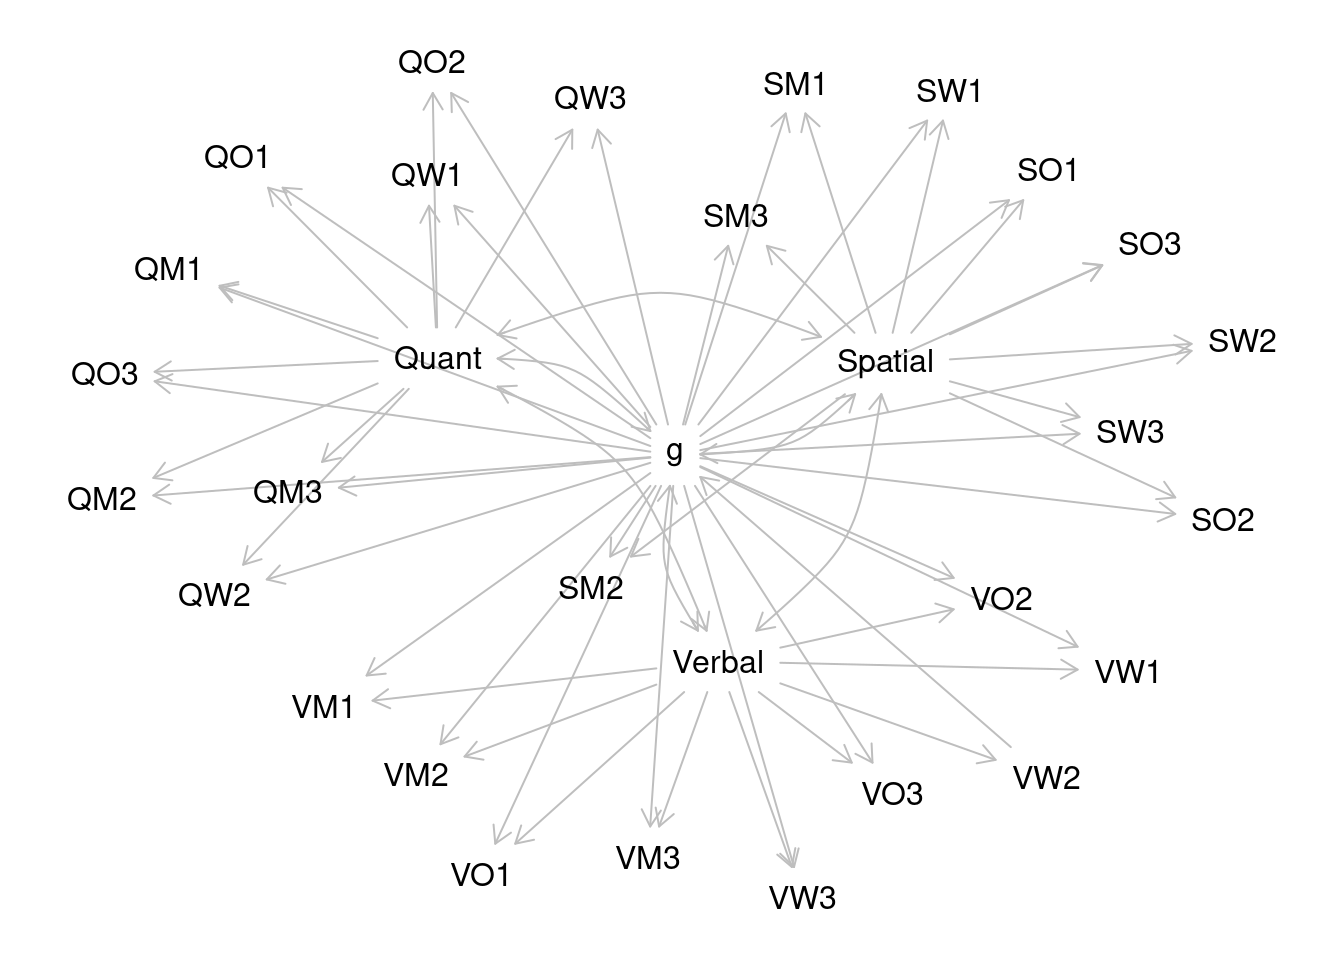 QO2
SM1
SW1
QW3
QO1
SO1
QW1
SM3
SO3
QM1
SW2
Quant
Spatial
QO3
SW3
g
QM3
QM2
SO2
SM2
QW2
VO2
Verbal
VW1
VM1
VM2
VW2
VO3
VM3
VO1
VW3